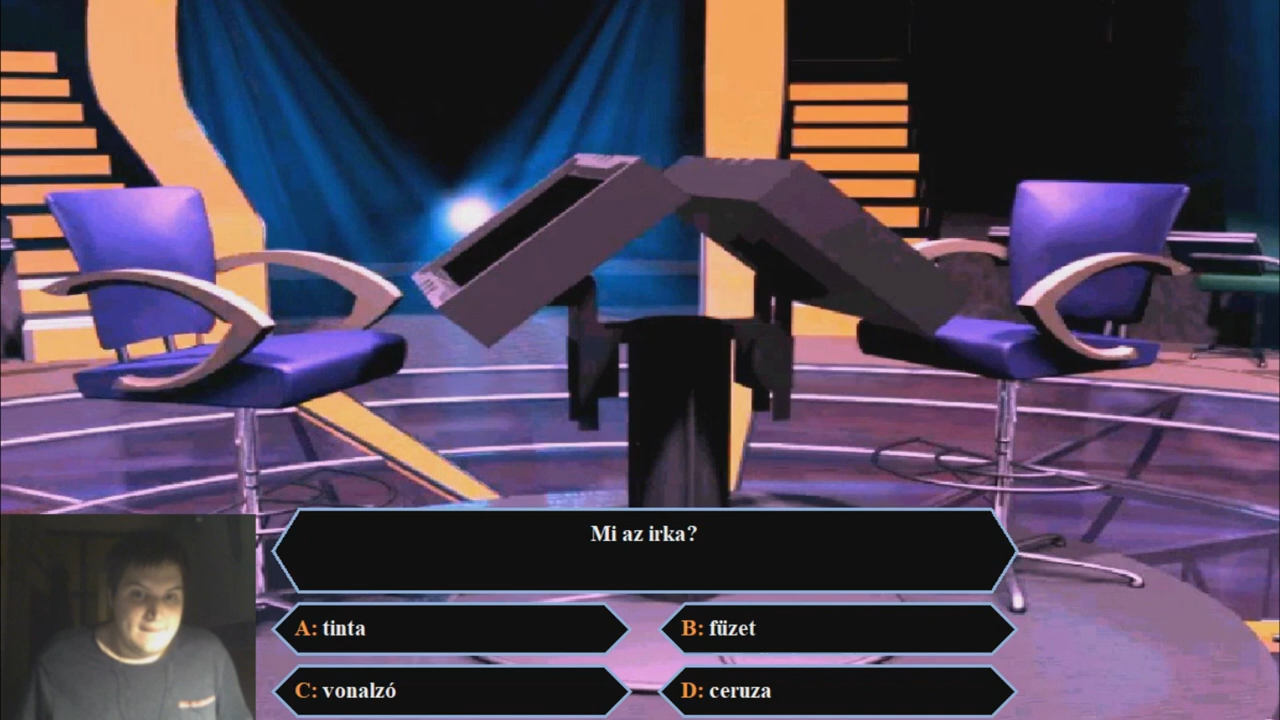 Mi az irka?
A: tinta
B: füzet
C: vonalzó
D: ceruza